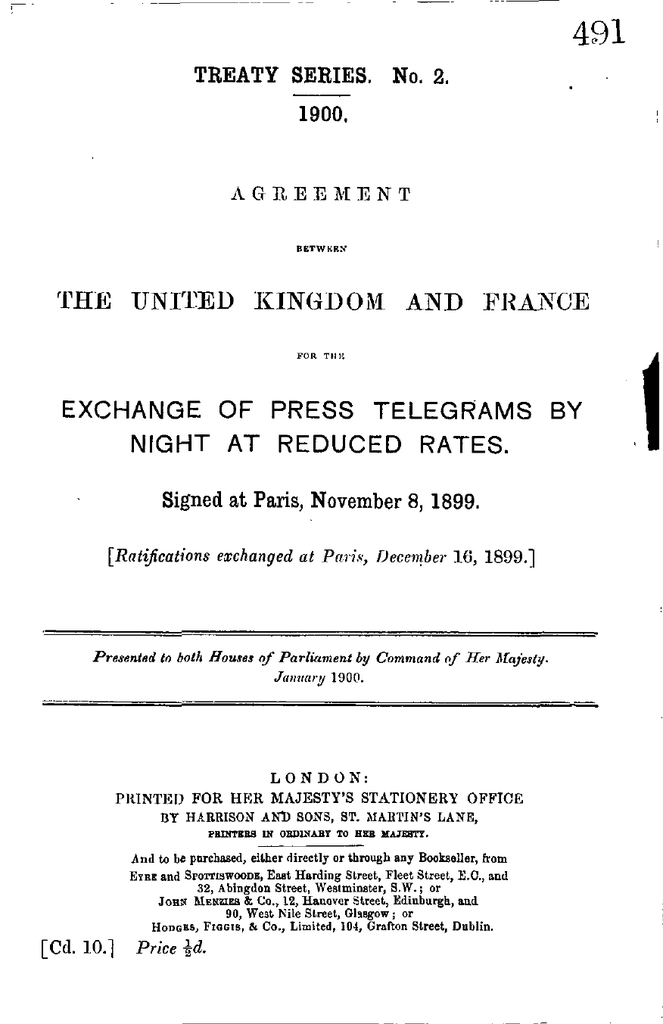 491
TREATY SERIES. No. 2.
1900.
AGREEMENT
BETWEEN
THE UNITED KINGDOM AND FRANCE
FOR THE
EXCHANGE OF PRESS TELEGRAMS BY
NIGHT AT REDUCED RATES.
Signed at Paris, November 8, 1899.
[Ratifications exchanged at Paris, December 16, 1899.]
Presented to both Houses of Parliament by Command of Her Majesty.
January 1900.
LONDON:
PRINTED FOR HER MAJESTY'S STATIONERY OFFICE
BY HARRISON AND SONS, ST. MARTIN'S LANE,
PRINTERS IN ORDINARY TO HER MAJESTY.
And to be purchased, either directly or through any Bookseller, from
EYRE and SPOTTISWOODE, East Harding Street, Fleet Street, E.C., and
32, Abingdon Street, Westminster, S.W.; or
JOHN MENZIES & Co., 12, Hanover Street, Edinburgh, and
90, West Nile Street, Glasgow; or
HODGES, FIGGIS, & Co., Limited, 104, Grafton Street, Dublin.
[Cd. 10.] Price ½d.